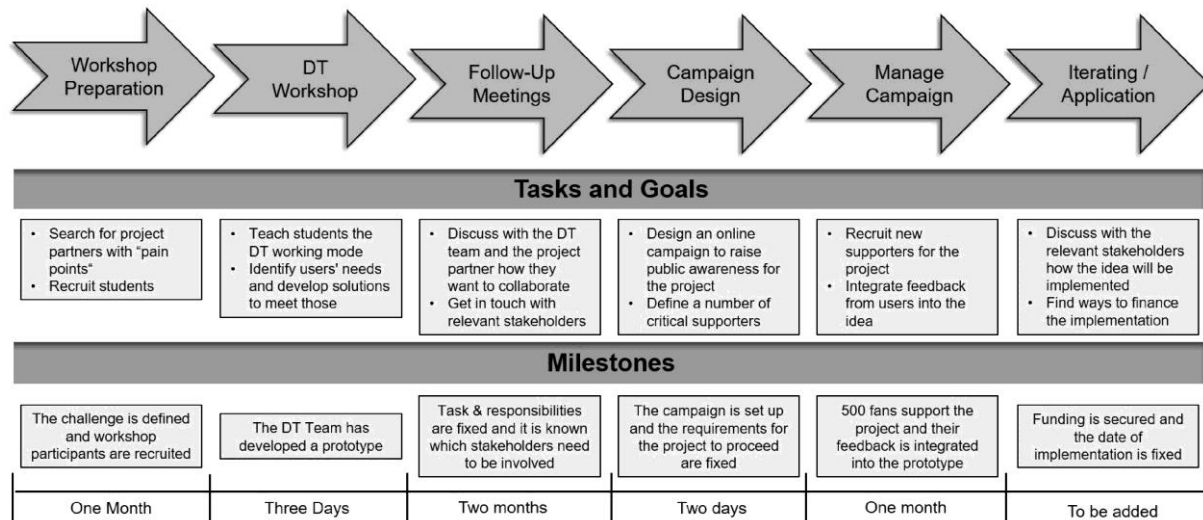 Workshop
Preparation
DT
Workshop
Follow-Up
Meetings
Campaign
Design
Manage
Campaign
Iterating /
Application
Tasks and Goals
• Search for project
partners with "pain
points"
• Recruit students
• Teach students the
DT working mode
• Identify users' needs
and develop solutions
to meet those
• Discuss with the DT
team and the project
partner how they
want to collaborate
• Get in touch with
relevant stakeholders
• Design an online
campaign to raise
public awareness for
the project
• Define a number of
critical supporters
• Recruit new
supporters for the
project
• Integrate feedback
from users into the
idea
• Discuss with the
relevant stakeholders
how the idea will be
implemented
• Find ways to finance
the implementation
Milestones
The challenge is defined
and workshop
participants are recruited
The DT Team has
developed a prototype
Task & responsibilities
are fixed and it is known
which stakeholders need
to be involved
The campaign is set up
and the requirements for
the project to proceed
are fixed
500 fans support the
project and their
feedback is integrated
into the prototype
Funding is secured and
the date of
implementation is fixed
One Month
Three Days
Two months
Two days
One month
To be added